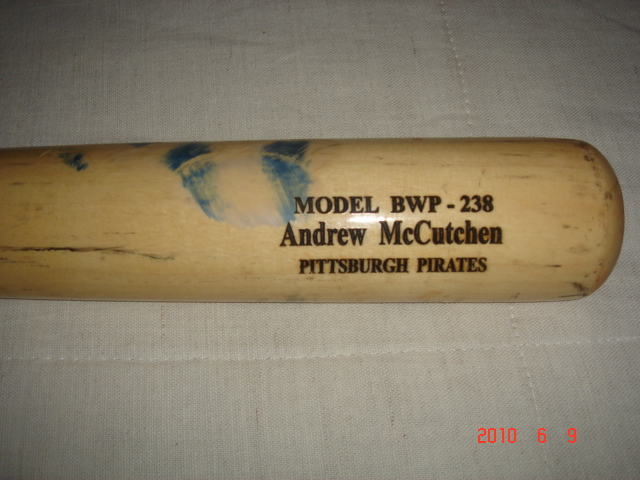 MODEL BWP - 238
Andrew McCutchen
PITTSBURGH PIRATES
2010 6 9